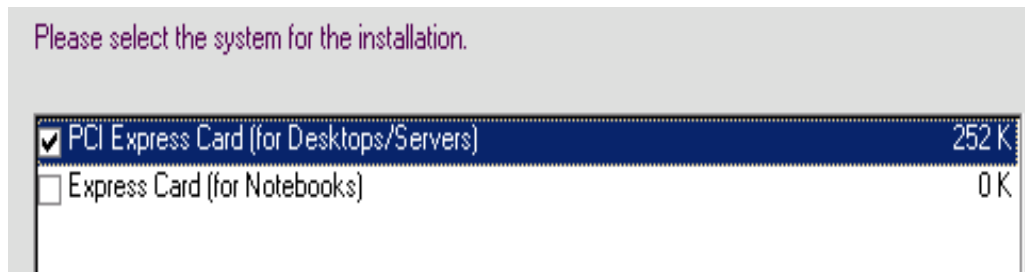 Please select the system for the installation.
PCI Express Card (for Desktops/Servers) 252 K
Express Card (for Notebooks) 0 K